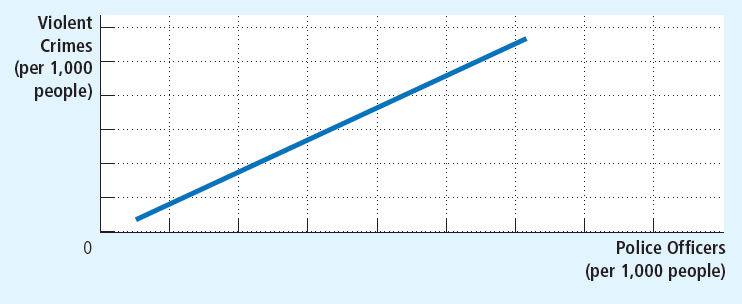 Violent
Crimes
(per 1,000
people)
0
Police Officers
(per 1,000 people)